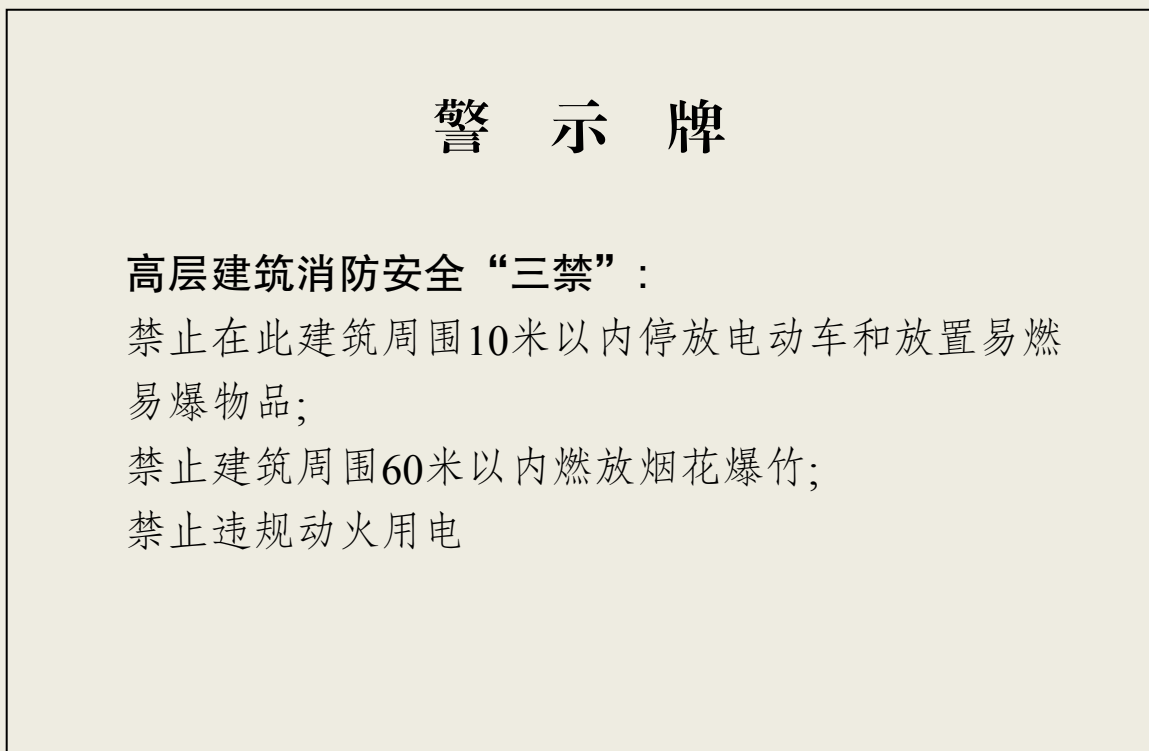 警 示 牌
高层建筑消防安全“三禁”:
禁止在此建筑周围10米以内停放电动车和放置易燃
易爆物品;
禁止建筑周围60米以内燃放烟花爆竹;
禁止违规动火用电